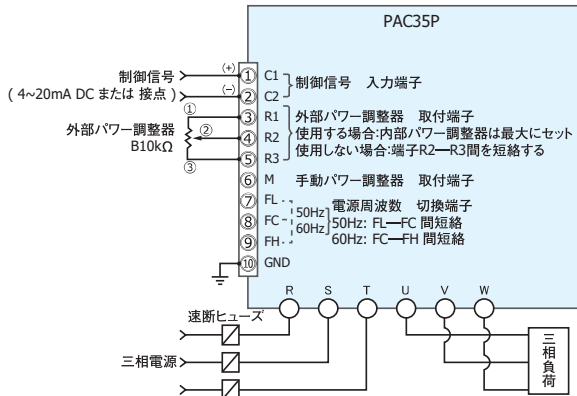 PAC35P
制御信号
( 4~20mA DC または 接点 )
(+)
(−)
① C1
② C2
制御信号 入力端子
外部パワー調整器
B10kΩ
①
②
③
③ R1
④ R2
⑤ R3
外部パワー調整器 取付端子
使用する場合:内部パワー調整器は最大にセット
使用しない場合:端子R2―R3間を短絡する
⑥ M 手動パワー調整器 取付端子
⑦ FL
⑧ FC
⑨ FH
50Hz
60Hz
電源周波数 切換端子
50Hz: FL―FC 間短絡
60Hz: FC―FH 間短絡
⑩ GND
R S T U V W
速断ヒューズ
三相電源
三相負荷